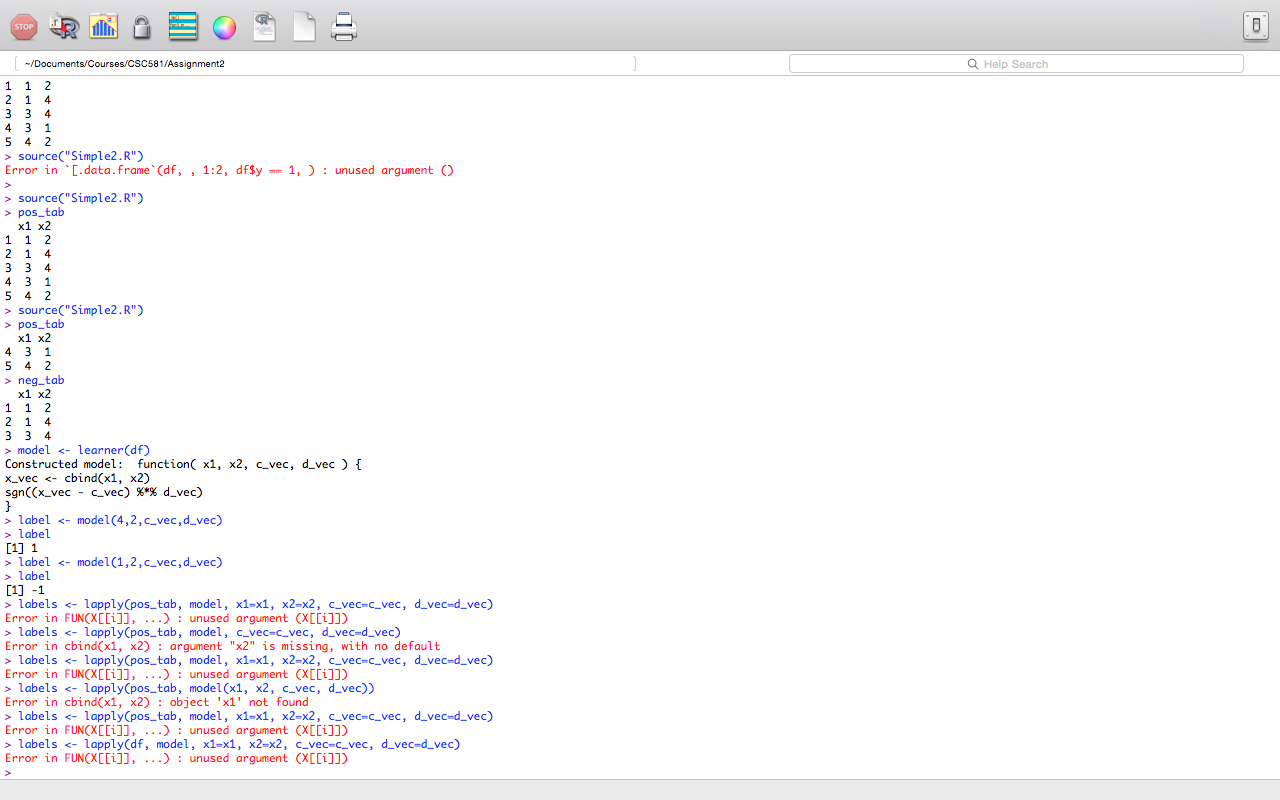 STOP
~/Documents/Courses/CSC581/Assignment2
Help Search
1  1  2
2  1  4
3  3  4
4  3  1
5  4  2
> source("Simple2.R")
Error in `[.data.frame`(df, , 1:2, df$y == 1, ) : unused argument ()
>
> source("Simple2.R")
> pos_tab
  x1 x2
1  1  2
2  1  4
3  3  4
4  3  1
5  4  2
> source("Simple2.R")
> pos_tab
  x1 x2
4  3  1
5  4  2
> neg_tab
  x1 x2
1  1  2
2  1  4
3  3  4
> model <- learner(df)
Constructed model:  function( x1, x2, c_vec, d_vec ) {
x_vec <- cbind(x1, x2)
sgn((x_vec - c_vec) %*% d_vec)
}
> label <- model(4,2,c_vec,d_vec)
> label
[1] 1
> label <- model(1,2,c_vec,d_vec)
> label
[1] -1
> labels <- lapply(pos_tab, model, x1=x1, x2=x2, c_vec=c_vec, d_vec=d_vec)
Error in FUN(X[[i]], ...) : unused argument (X[[i]])
> labels <- lapply(pos_tab, model, c_vec=c_vec, d_vec=d_vec)
Error in cbind(x1, x2) : argument "x2" is missing, with no default
> labels <- lapply(pos_tab, model, x1=x1, x2=x2, c_vec=c_vec, d_vec=d_vec)
Error in FUN(X[[i]], ...) : unused argument (X[[i]])
> labels <- lapply(pos_tab, model(x1, x2, c_vec, d_vec))
Error in cbind(x1, x2) : object 'x1' not found
> labels <- lapply(pos_tab, model, x1=x1, x2=x2, c_vec=c_vec, d_vec=d_vec)
Error in FUN(X[[i]], ...) : unused argument (X[[i]])
> labels <- lapply(df, model, x1=x1, x2=x2, c_vec=c_vec, d_vec=d_vec)
Error in FUN(X[[i]], ...) : unused argument (X[[i]])
>